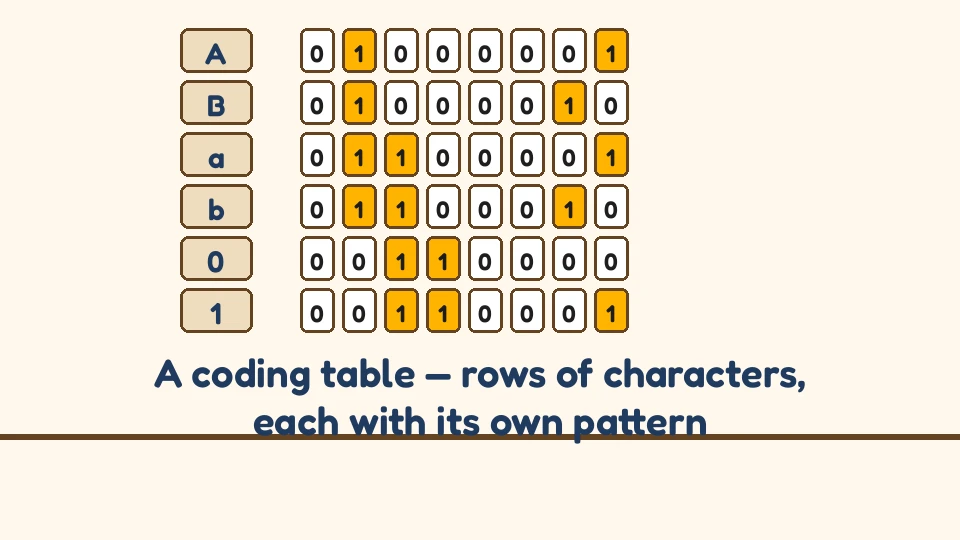 A 0 1 0 0 0 0 0 1
B 0 1 0 0 0 0 1 0
a 0 1 1 0 0 0 0 1
b 0 1 1 0 0 0 1 0
0 0 0 1 1 0 0 0 0
1 0 0 1 1 0 0 0 1
A coding table — rows of characters,
each with its own pattern